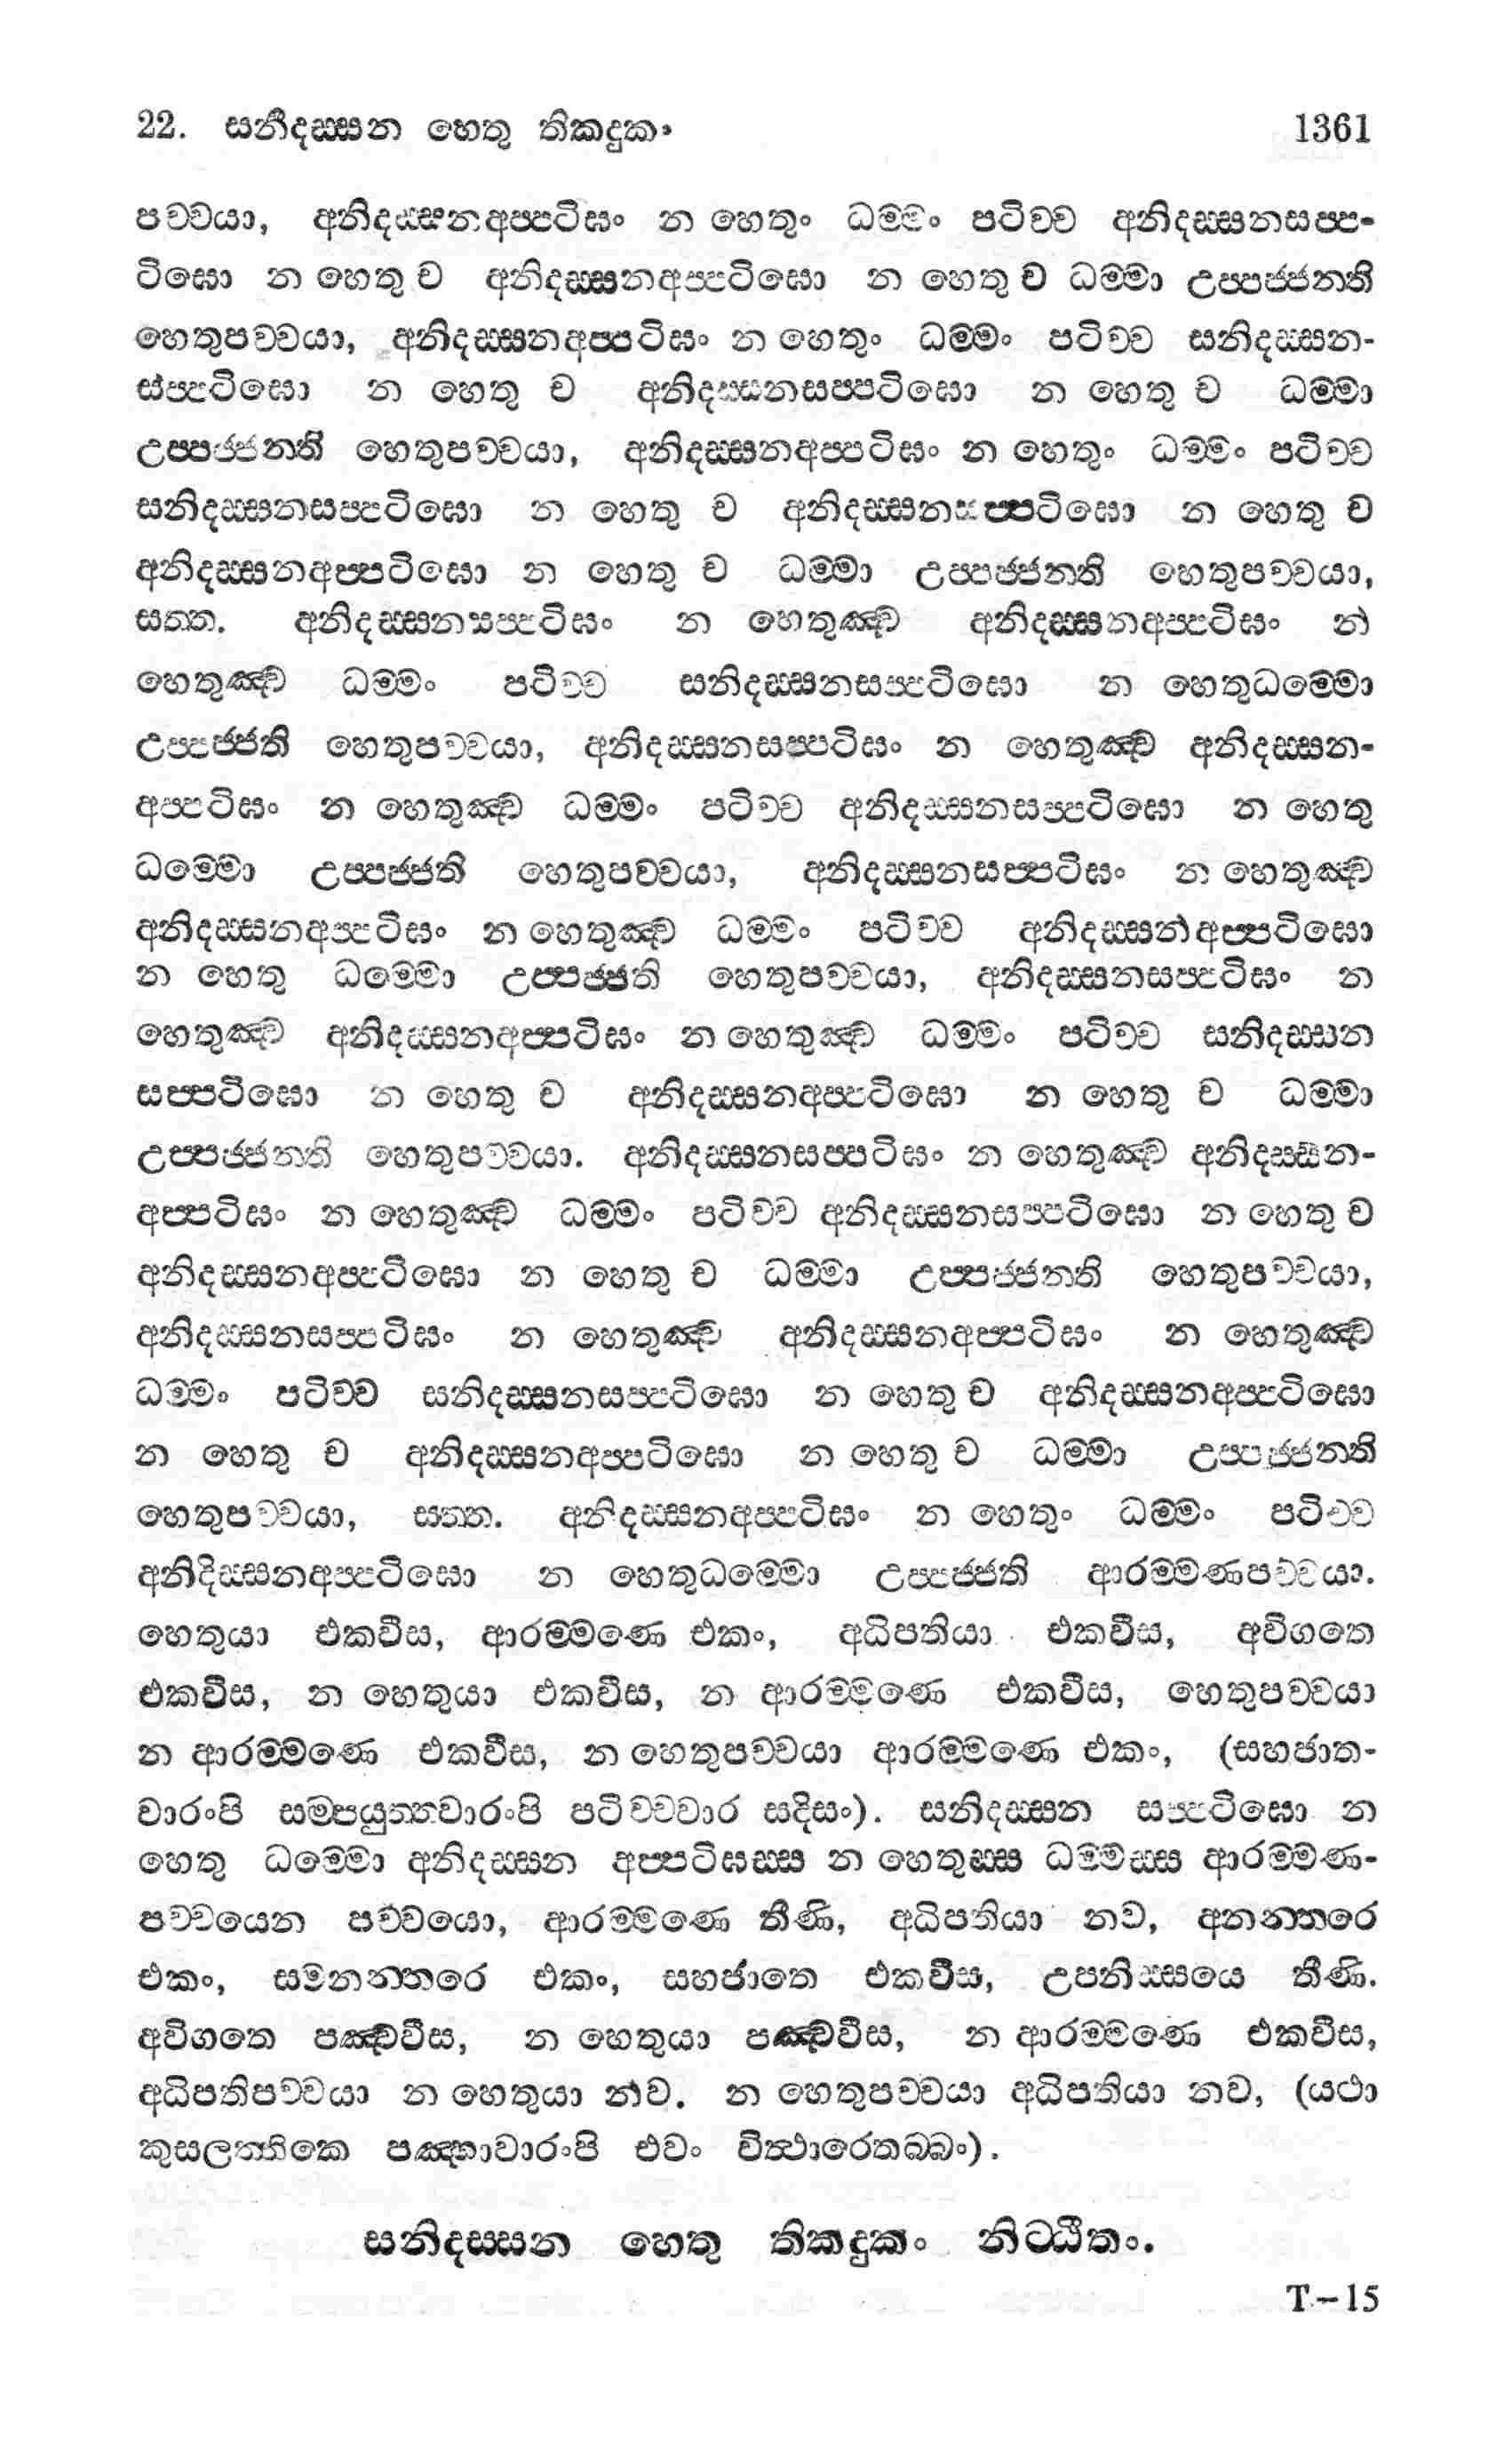 22. සනිදස්සන හෙතු තිකදුක 1361
පච්චයා, අනිදස්සනඅප්පටිඝං න හෙතුං ධම්මං පටිච්ච අනිදස්සනසප්ප-
ටිඝො න හෙතු ච අනිදස්සනඅප්පටිඝො න හෙතු ච ධම්මා උප්පජ්ජන්ති
හෙතුපච්චයා, අනිදස්සනඅප්පටිඝං න හෙතුං ධම්මං පටිච්ච සනිදස්සන-
ස්ප්පටිඝො න හෙතු ච අනිදස්සනසප්පටිඝො න හෙතු ච ධම්මා
උප්පජ්ජන්ති හෙතුපච්චයා, අනිදස්සනඅප්පටිඝං න හෙතුං ධම්මං පටිච්ච
සනිදස්සනසප්පටිඝො න හෙතු ච අනිදස්සනසප්පටිඝො න හෙතු ච
අනිදස්සනඅප්පටිඝො න හෙතු ච ධම්මා උප්පජ්ජන්ති හෙතුපච්චයා,
සත්ත. අනිදස්සනසප්පටිඝං න හෙතුඤ්ච අනිදස්සනඅප්පටිඝං න
හෙතුඤ්ච ධම්මං පටිච්ච සනිදස්සනසප්පටිඝො න හෙතුධම්මො
උප්පජ්ජති හෙතුපච්චයා, අනිදස්සනසප්පටිඝං න හෙතුඤ්ච අනිදස්සන-
අප්පටිඝං න හෙතුඤ්ච ධම්මං පටිච්ච අනිදස්සනසප්පටිඝො න හෙතු
ධම්මො උප්පජ්ජති හෙතුපච්චයා, අනිදස්සනසප්පටිඝං න හෙතුඤ්ච
අනිදස්සනඅප්පටිඝං න හෙතුඤ්ච ධම්මං පටිච්ච අනිදස්සනඅප්පටිඝො
න හෙතු ධම්මො උප්පජ්ජති හෙතුපච්චයා, අනිදස්සනසප්පටිඝං න
හෙතුඤ්ච අනිදස්සනඅප්පටිඝං න හෙතුඤ්ච ධම්මං පටිච්ච සනිදස්සන
සප්පටිඝො න හෙතු ච අනිදස්සනඅප්පටිඝො න හෙතු ච ධම්මා
උප්පජ්ජන්ති හෙතුපච්චයා. අනිදස්සනසප්පටිඝං න හෙතුඤ්ච අනිදස්සන-
අප්පටිඝං න හෙතුඤ්ච ධම්මං පටිච්ච අනිදස්සනසප්පටිඝො න හෙතු ච
අනිදස්සනඅප්පටිඝො න හෙතු ච ධම්මා උප්පජ්ජන්ති හෙතුපච්චයා,
අනිදස්සනසප්පටිඝං න හෙතුඤ්ච අනිදස්සනඅප්පටිඝං න හෙතුඤ්ච
ධම්මං පටිච්ච සනිදස්සනසප්පටිඝො න හෙතු ච අනිදස්සනඅප්පටිඝො
න හෙතු ච අනිදස්සනඅප්පටිඝො න හෙතු ච ධම්මා උප්පජ්ජන්ති
හෙතුපච්චයා, සත්ත. අනිදස්සනඅප්පටිඝං න හෙතුං ධම්මං පටිච්ච
අනිදිස්සනඅප්පටිඝො න හෙතුධම්මො උප්පජ්ජති ආරම්මණපච්චයා.
හෙතුයා එකවීස, ආරම්මණෙ එකං, අධිපතියා එකවීස, අවිගතෙ
එකවීස, න හෙතුයා එකවීස, න ආරම්මණෙ එකවීස, හෙතුපච්චයා
න ආරම්මණෙ එකවීස, න හෙතුපච්චයා ආරම්මණෙ එකං, (සහජාත-
වාරංපි සම්පයුත්තවාරංපි පටිච්චවාර සදිසං). සනිදස්සන සප්පටිඝො න
හෙතු ධම්මො අනිදස්සන අප්පටිඝස්ස න හෙතුස්ස ධම්මස්ස ආරම්මණ-
පච්චයෙන පච්චයො, ආරම්මණෙ තීණි, අධිපතියා නව, අනන්තරෙ
එකං, සමනන්තරෙ එකං, සහජාතෙ එකවීස, උපනිස්සයෙ තීණි.
අවිගතෙ පඤ්චවීස, න හෙතුයා පඤ්චවීස, න ආරම්මණෙ එකවීස,
අධිපතිපච්චයා න හෙතුයා නව. න හෙතුපච්චයා අධිපතියා නව, (යථා
කුසලත්තිකෙ පඤ්හාවාරංපි එවං විත්ථාරෙතබ්බං).
සනිදස්සන හෙතු තිකදුකං නිට්ඨීතං.
T-15